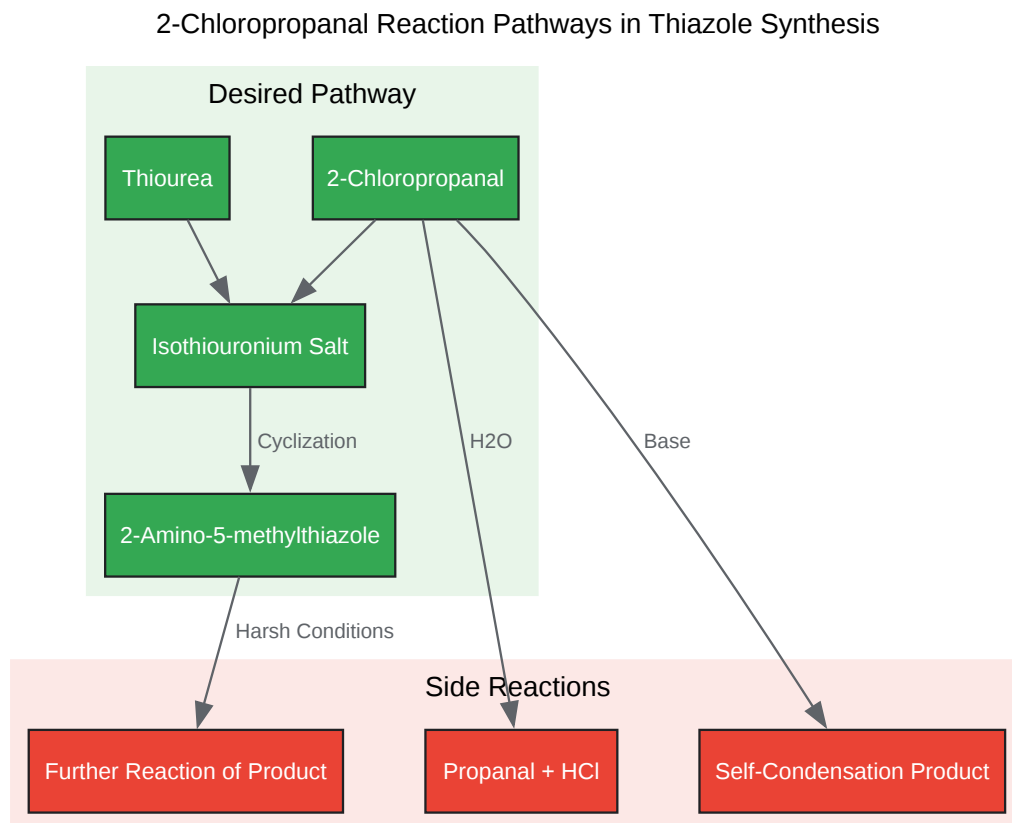 2-Chloropropanal Reaction Pathways in Thiazole Synthesis
Desired Pathway
Thiourea
2-Chloropropanal
Isothiouronium Salt
Cyclization
H2O
Base
2-Amino-5-methylthiazole
Harsh Conditions
Side Reactions
Further Reaction of Product
Propanal + HCl
Self-Condensation Product